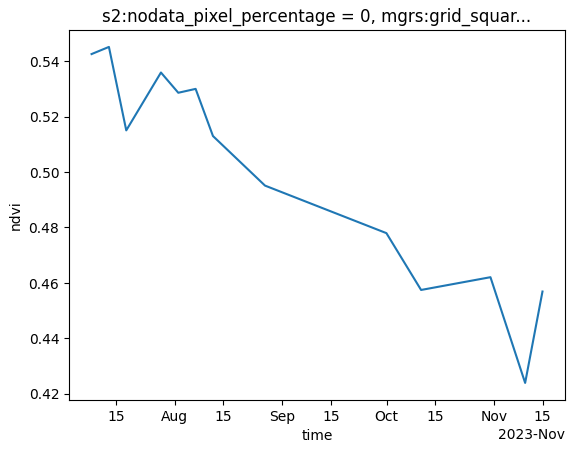 s2:nodata_pixel_percentage = 0, mgrs:grid_squar...
0.54
0.52
0.50
0.48
0.46
0.44
0.42
ndvi
15 Aug 15 Sep 15 Oct 15 Nov 15
time
2023-Nov